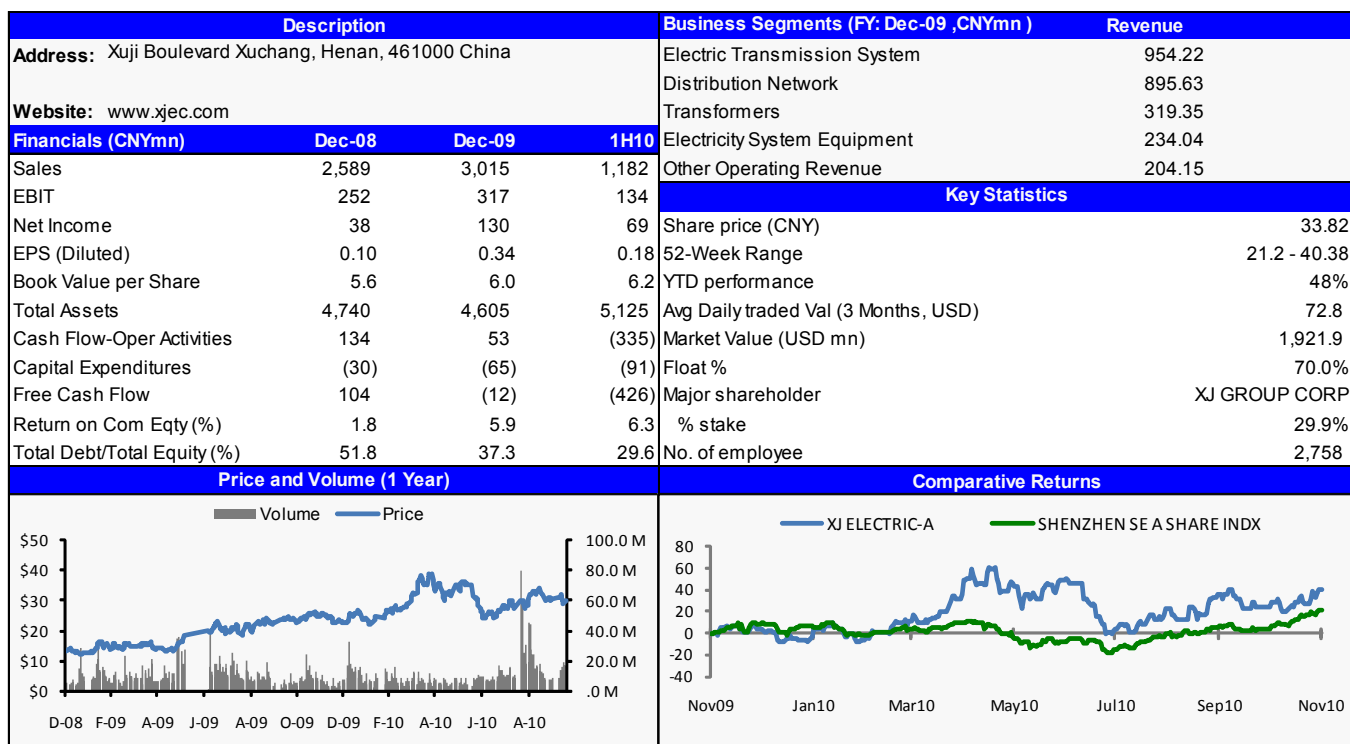 Description
Address: Xuji Boulevard Xuchang, Henan, 461000 China
Website: www.xjec.com
Financials (CNYmn) Dec-08 Dec-09 1H10
Sales 2,589 3,015 1,182
EBIT 252 317 134
Net Income 38 130 69
EPS (Diluted) 0.10 0.34 0.18
Book Value per Share 5.6 6.0 6.2
Total Assets 4,740 4,605 5,125
Cash Flow-Oper Activities 134 53 (335)
Capital Expenditures (30) (65) (91)
Free Cash Flow 104 (12) (426)
Return on Com Eqty (%) 1.8 5.9 6.3
Total Debt/Total Equity (%) 51.8 37.3 29.6
Business Segments (FY: Dec-09 ,CNYmn ) Revenue
Electric Transmission System 954.22
Distribution Network 895.63
Transformers 319.35
Electricity System Equipment 234.04
Other Operating Revenue 204.15
Key Statistics
Share price (CNY) 33.82
52-Week Range 21.2 - 40.38
YTD performance 48%
Avg Daily traded Val (3 Months, USD) 72.8
Market Value (USD mn) 1,921.9
Float % 70.0%
Major shareholder XJ GROUP CORP
% stake 29.9%
No. of employee 2,758
Price and Volume (1 Year)
Volume Price
$50 100.0 M
$40 80.0 M
$30 60.0 M
$20 40.0 M
$10 20.0 M
$0 .0 M
D-08 F-09 A-09 J-09 A-09 O-09 D-09 F-10 A-10 J-10 A-10
Comparative Returns
XJ ELECTRIC-A SHENZHEN SE A SHARE INDX
80
60
40
20
0
-20
-40
Nov09 Jan10 Mar10 May10 Jul10 Sep10 Nov10